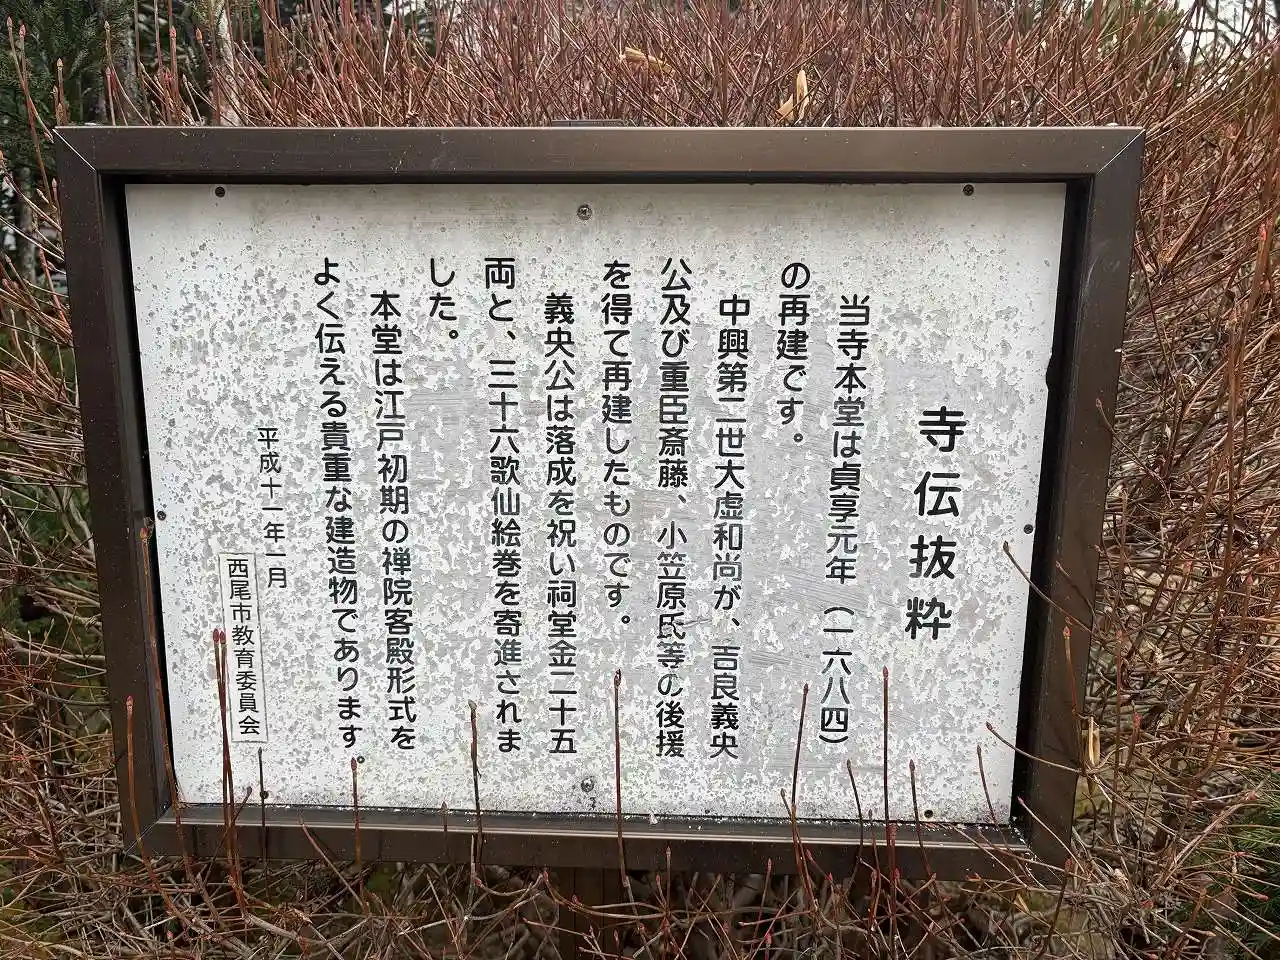 寺伝抜粋
当寺本堂は貞享元年（一六八四）
の再建です。
中興第二世大虚和尚が、吉良義央
公及び重臣斎藤、小笠原氏等の後援
を得て再建したものです。
義央公は落成を祝い祠堂金二十五
両と、三十六歌仙絵巻を寄進されま
した。
本堂は江戸初期の禅院客殿形式を
よく伝える貴重な建造物であります。
平成十一年一月
西尾市教育委員会